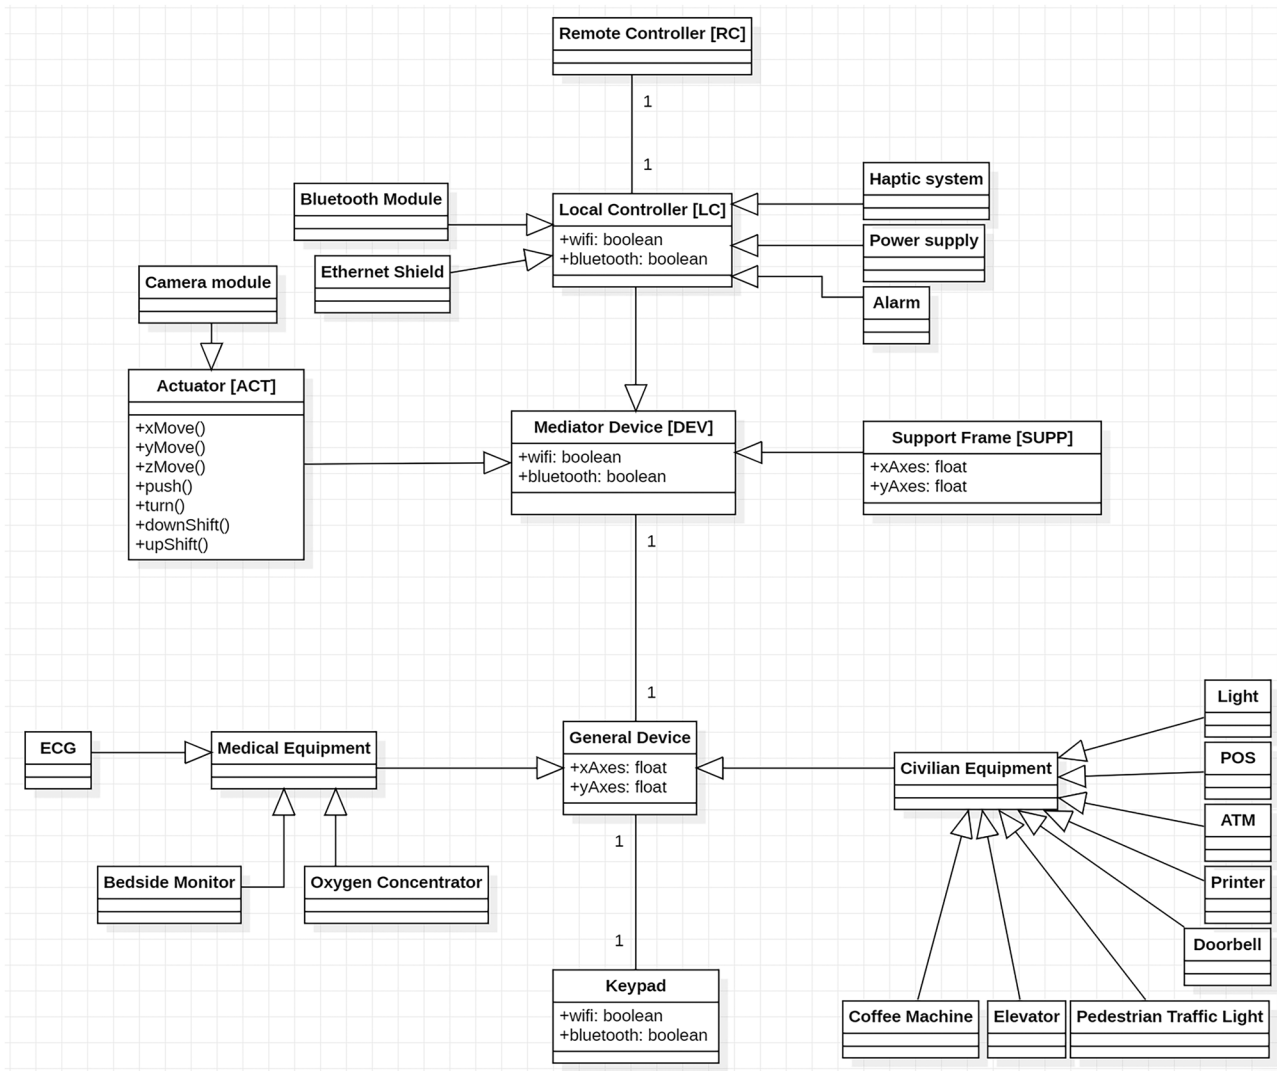 Remote Controller [RC]
1
1
Bluetooth Module
Ethernet Shield
Local Controller [LC]
+wifi: boolean
+bluetooth: boolean
Haptic system
Power supply
Alarm
Camera module
Actuator [ACT]
+xMove()
+yMove()
+zMove()
+push()
+turn()
+downShift()
+upShift()
Mediator Device [DEV]
+wifi: boolean
+bluetooth: boolean
Support Frame [SUPP]
+xAxes: float
+yAxes: float
1
1
ECG
Medical Equipment
Bedside Monitor
Oxygen Concentrator
General Device
+xAxes: float
+yAxes: float
Civilian Equipment
Light
POS
ATM
Printer
Doorbell
Coffee Machine
Elevator
Pedestrian Traffic Light
1
1
Keypad
+wifi: boolean
+bluetooth: boolean